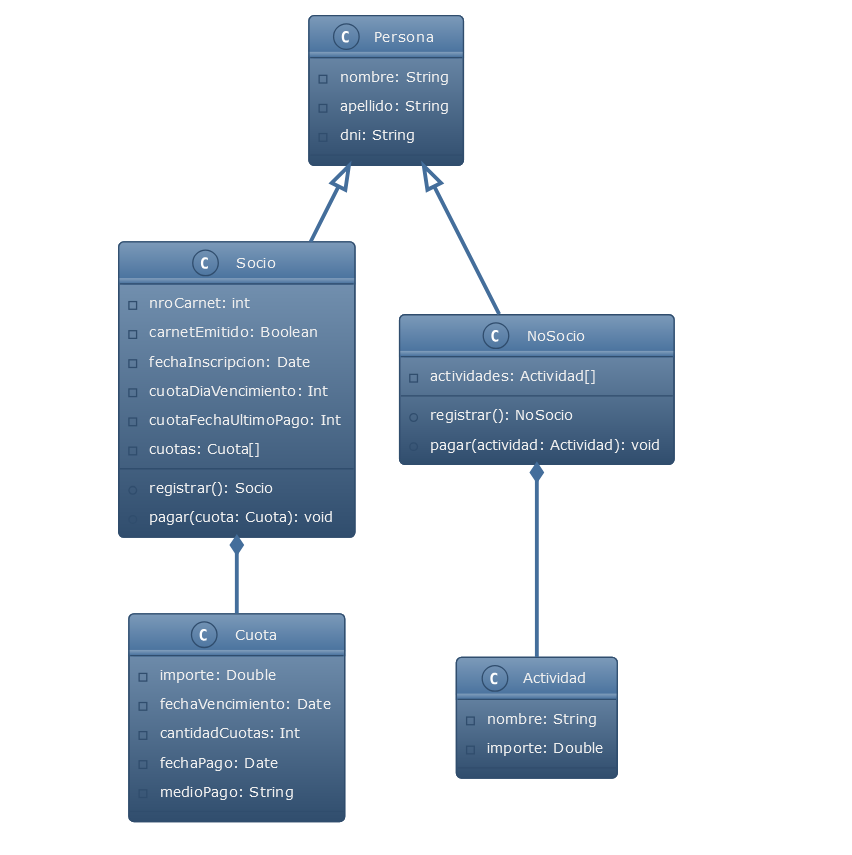 C Persona
nombre: String
apellido: String
dni: String
C Socio
nroCarnet: int
carnetEmitido: Boolean
fechaInscripcion: Date
cuotaDiaVencimiento: Int
cuotaFechaUltimoPago: Int
cuotas: Cuota[]
registrar(): Socio
pagar(cuota: Cuota): void
C NoSocio
actividades: Actividad[]
registrar(): NoSocio
pagar(actividad: Actividad): void
C Cuota
importe: Double
fechaVencimiento: Date
cantidadCuotas: Int
fechaPago: Date
medioPago: String
C Actividad
nombre: String
importe: Double